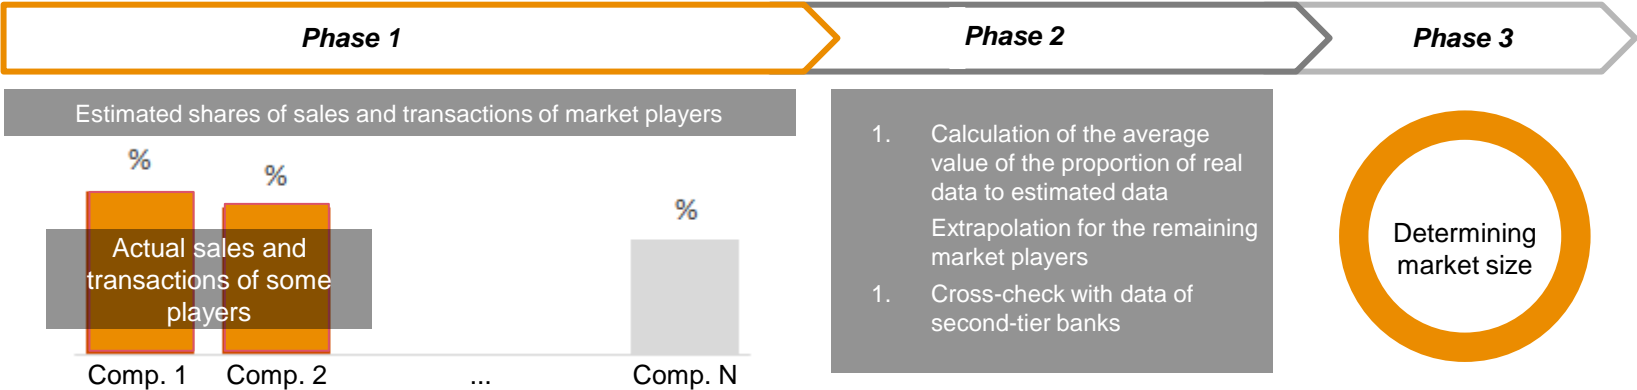 Phase 1
Phase 2
Phase 3
Estimated shares of sales and transactions of market players
%
%
%
Actual sales and
transactions of some
players
Comp. 1
Comp. 2
...
Comp. N
1. Calculation of the average
value of the proportion of real
data to estimated data
Extrapolation for the remaining
market players
1. Cross-check with data of
second-tier banks
Determining
market size